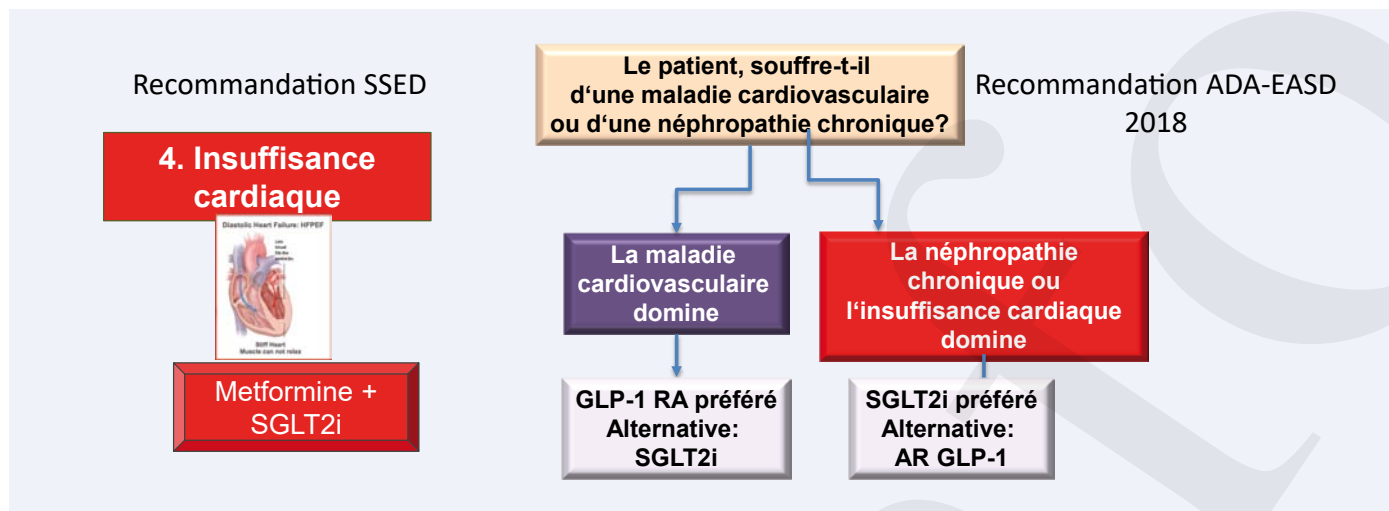 Recommandation SSED
4. Insuffisance
cardiaque
Diastolic Heart Failure: HFPEF
Stiff Heart
Muscle can not relax
Metformine +
SGLT2i
Le patient, souffre-t-il
d‘une maladie cardiovasculaire
ou d‘une néphropathie chronique?
Recommandation ADA-EASD
2018
La maladie
cardiovasculaire
domine
La néphropathie
chronique ou
l‘insuffisance cardiaque
domine
GLP-1 RA préféré
Alternative:
SGLT2i
SGLT2i préféré
Alternative:
AR GLP-1